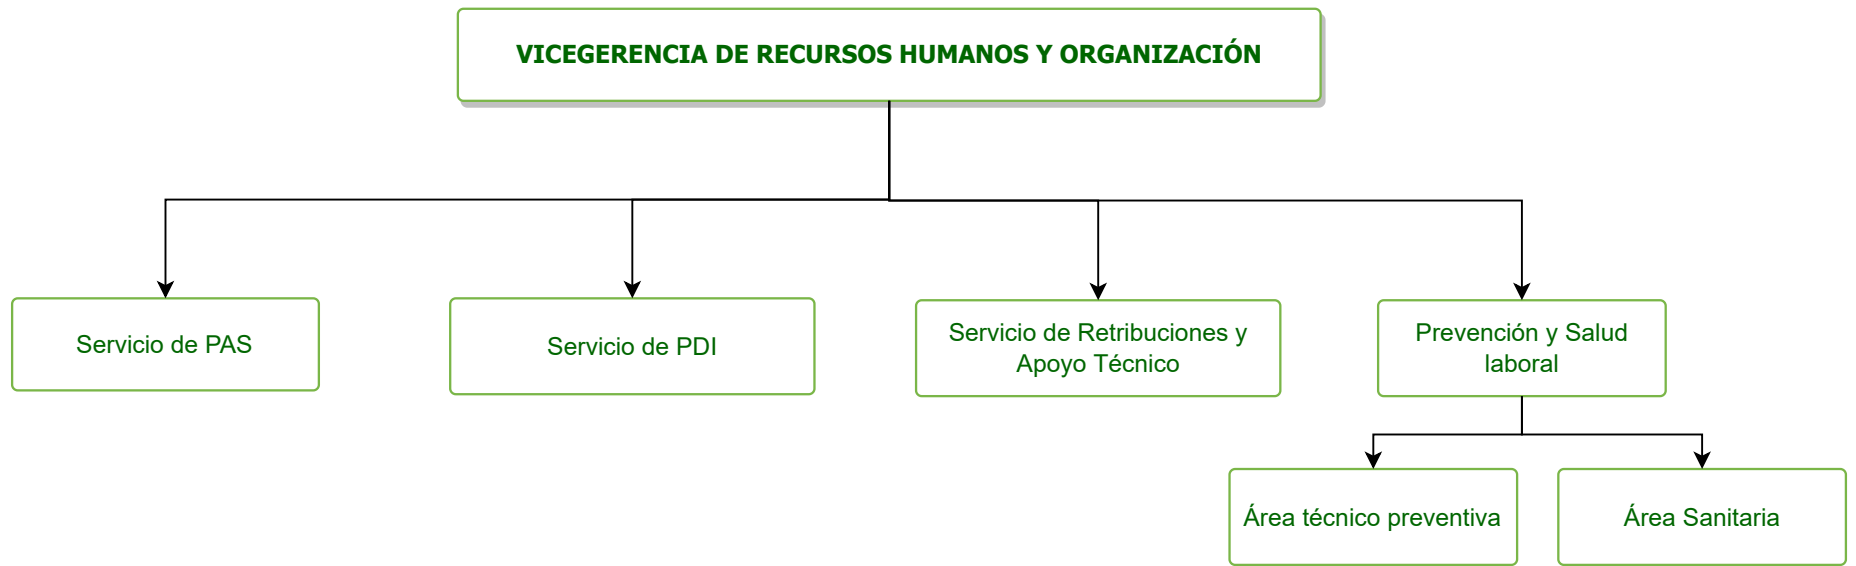 VICEGERENCIA DE RECURSOS HUMANOS Y ORGANIZACIÓN
Servicio de PAS
Servicio de PDI
Servicio de Retribuciones y
Apoyo Técnico
Prevención y Salud
laboral
Área técnico preventiva
Área Sanitaria